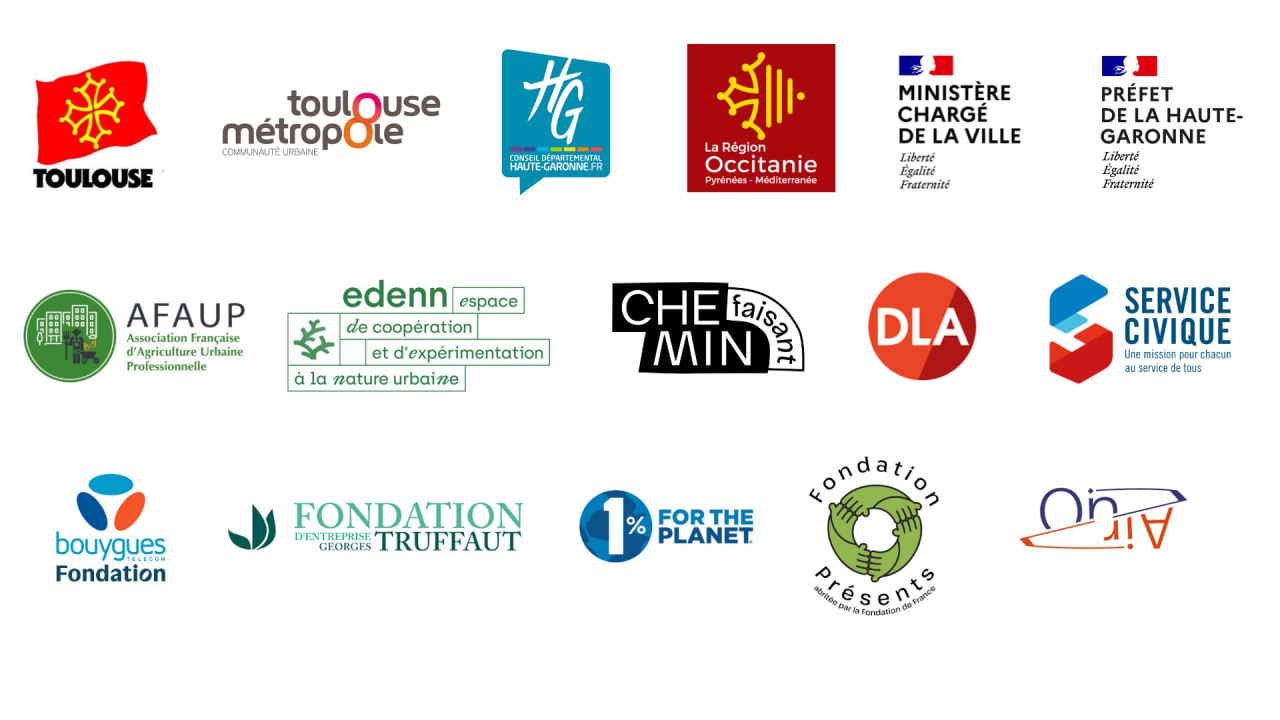 TOULOUSE
toulouse
métropole
COMMUNAUTÉ URBAINE
HG
CONSEIL DÉPARTEMENTAL
HAUTE-GARONNE.FR
La Région
Occitanie
Pyrénées - Méditerranée
MINISTÈRE
CHARGÉ
DE LA VILLE
Liberté
Égalité
Fraternité
PRÉFET
DE LA HAUTE-
GARONNE
Liberté
Égalité
Fraternité
AFAUP
Association Française
d'Agriculture Urbaine
Professionnelle
edenn espace
de coopération
et d'expérimentation
à la nature urbaine
CHE
MIN
faisant
DLA
SERVICE
CIVIQUE
Une mission pour chacun
au service de tous
bouygues
TELECOM
Fondation
FONDATION
D'ENTREPRISE
GEORGES TRUFFAUT
1%
FOR THE
PLANET
Fondation
Présents
abritée par la Fondation de France
On
Air